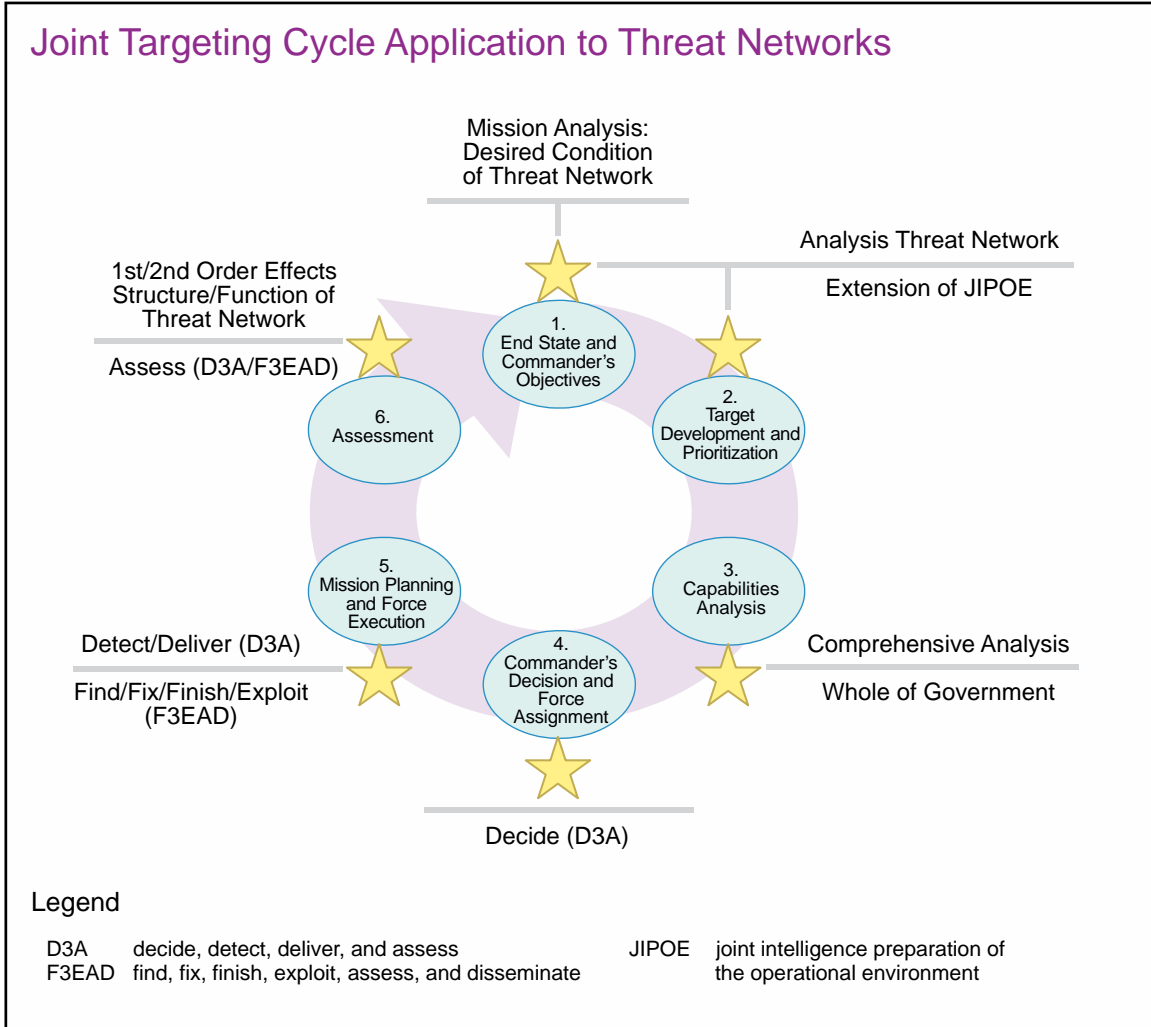 Joint Targeting Cycle Application to Threat Networks
Mission Analysis:
Desired Condition
of Threat Network
Analysis Threat Network
Extension of JIPOE
1st/2nd Order Effects
Structure/Function of
Threat Network
Assess (D3A/F3EAD)
1.
End State and
Commander's
Objectives
2.
Target
Development and
Prioritization
3.
Capabilities
Analysis
Comprehensive Analysis
Whole of Government
4.
Commander's
Decision and
Force
Assignment
Decide (D3A)
5.
Mission Planning
and Force
Execution
Detect/Deliver (D3A)
Find/Fix/Finish/Exploit
(F3EAD)
6.
Assessment
Legend
D3A decide, detect, deliver, and assess
F3EAD find, fix, finish, exploit, assess, and disseminate
JIPOE joint intelligence preparation of
the operational environment